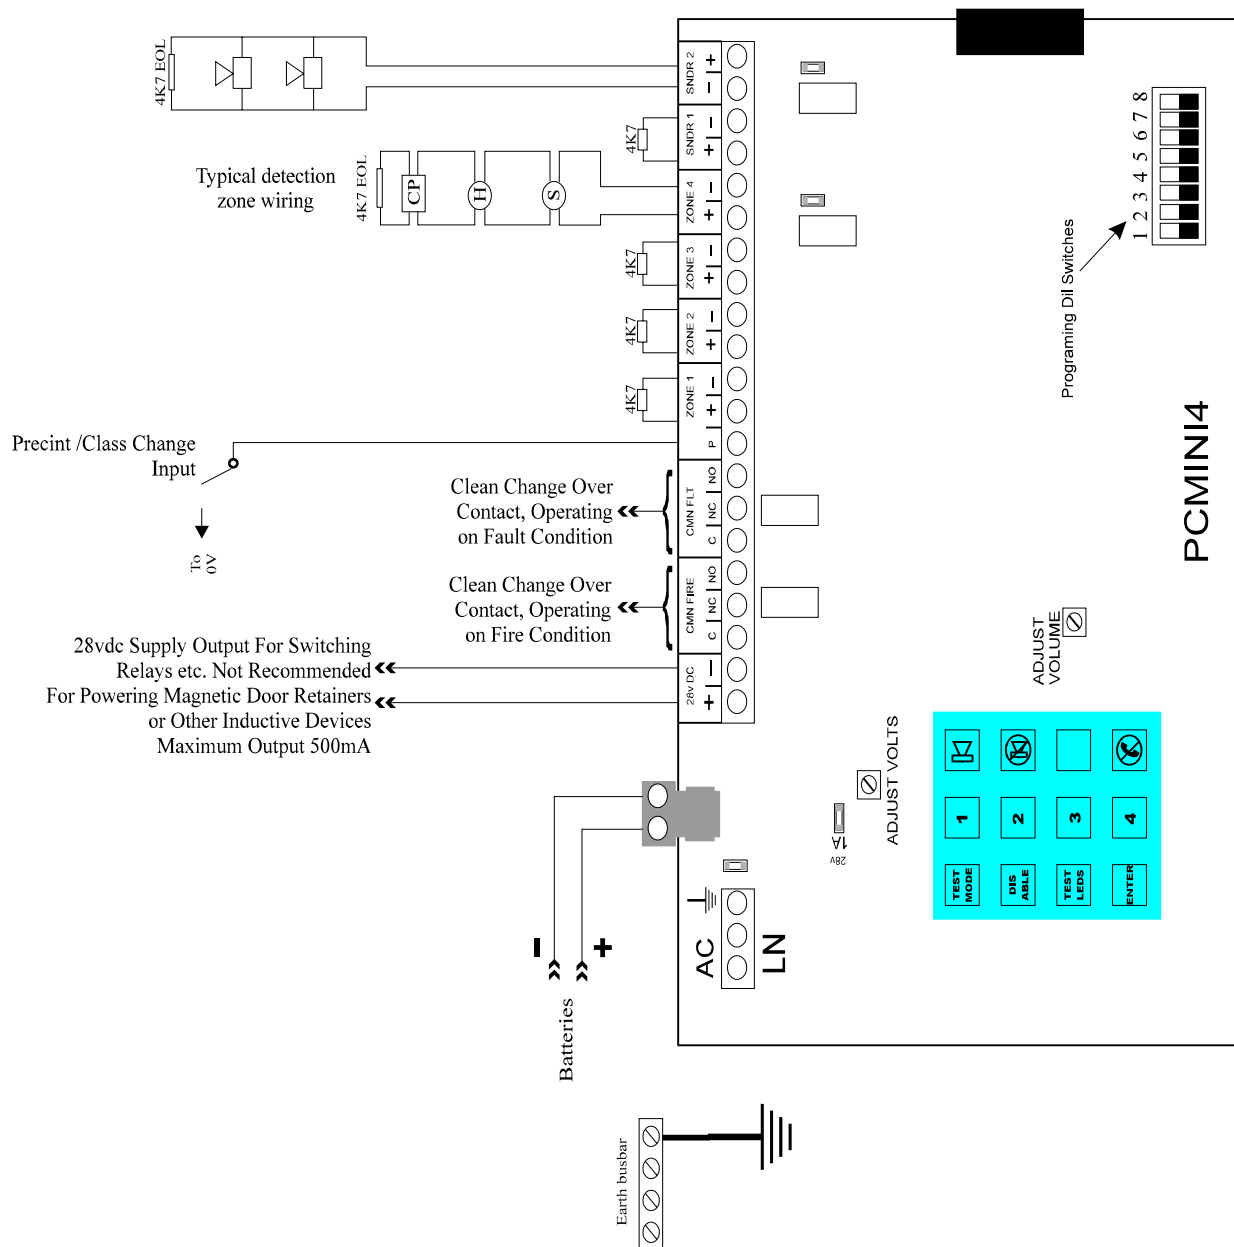 4K7 EOL
SNDR 2
+
–
4K7
SNDR 1
–
+
Typical detection
zone wiring
4K7 EOL
CP
H
S
ZONE 4
–
+
4K7
ZONE 3
–
+
4K7
ZONE 2
–
+
4K7
ZONE 1
–
+
Precint /Class Change
Input
P
To
0V
Clean Change Over
Contact, Operating
on Fault Condition
CMN FLT
NO
NC
C
Clean Change Over
Contact, Operating
on Fire Condition
CMN FIRE
NO
NC
C
28vdc Supply Output For Switching
Relays etc. Not Recommended
For Powering Magnetic Door Retainers
or Other Inductive Devices
Maximum Output 500mA
28v DC
–
+
1 2 3 4 5 6 7 8
Programing Dil Switches
PCMINI4
ADJUST
VOLUME
ADJUST VOLTS
28v
1A
1
2
3
4
TEST
MODE
DIS
ABLE
TEST
LEDS
ENTER
AC
LN
–
+
Batteries
Earth busbar